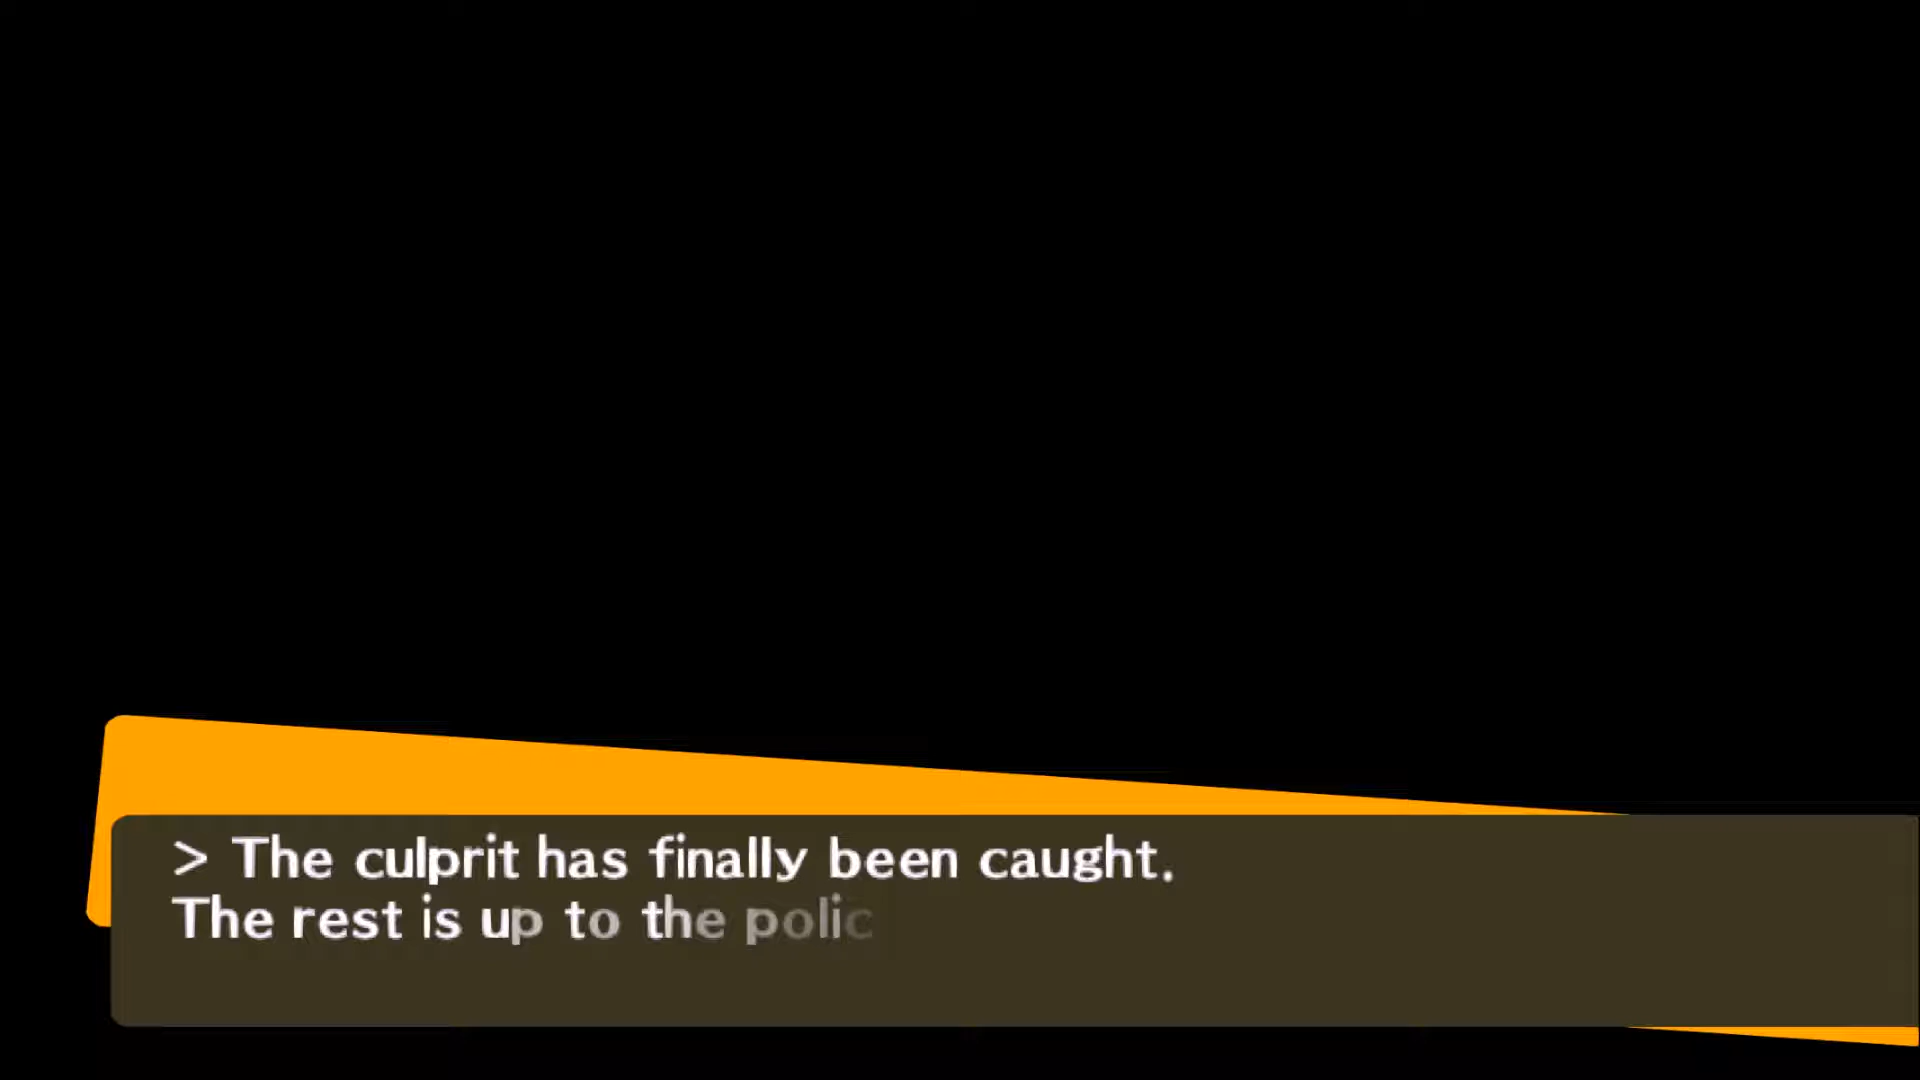 > The culprit has finally been caught.
The rest is up to the polic